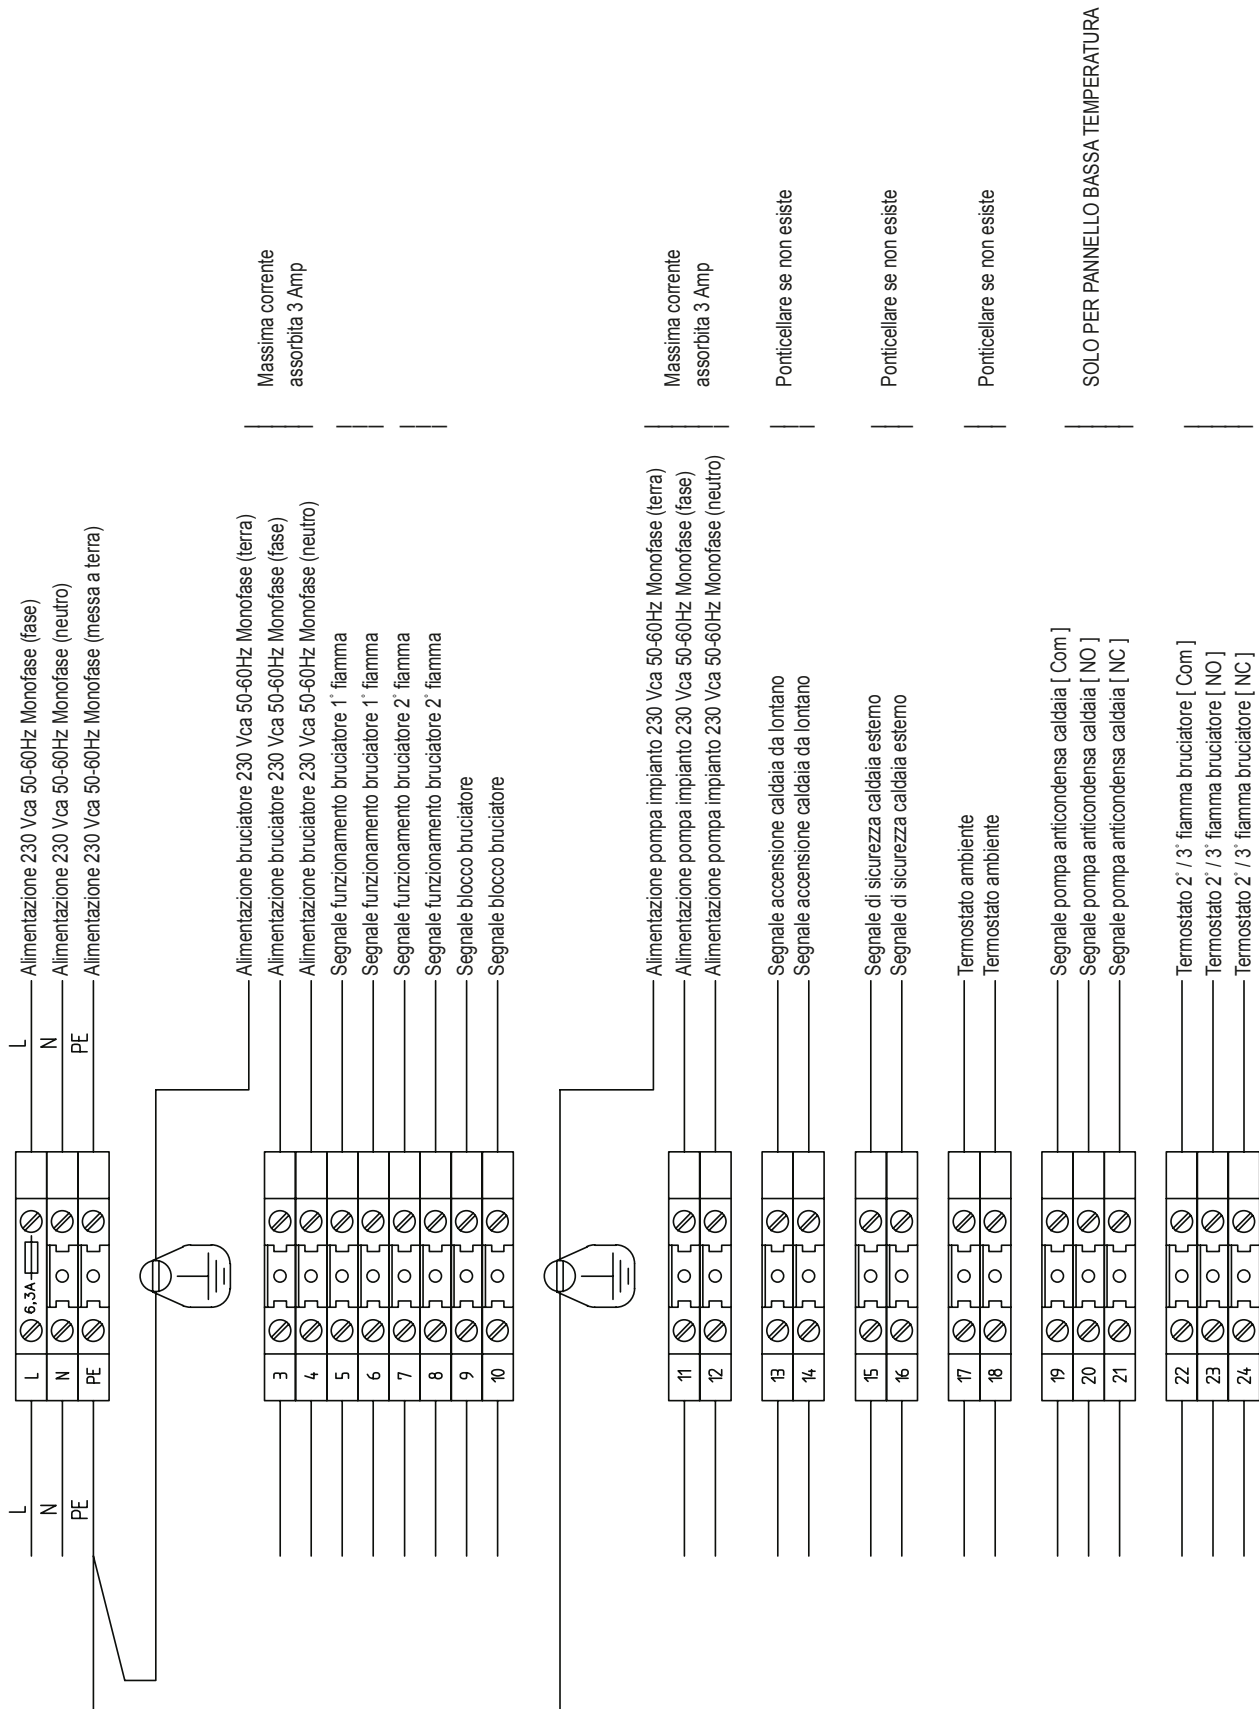 L
N
PE
L
N
PE
L
6,3A
N
PE
Alimentazione 230 Vca 50-60Hz Monofase (fase)
Alimentazione 230 Vca 50-60Hz Monofase (neutro)
Alimentazione 230 Vca 50-60Hz Monofase (messa a terra)
Alimentazione bruciatore 230 Vca 50-60Hz Monofase (terra)
3
Alimentazione bruciatore 230 Vca 50-60Hz Monofase (fase)
4
Alimentazione bruciatore 230 Vca 50-60Hz Monofase (neutro)
Massima corrente
assorbita 3 Amp
5
Segnale funzionamento bruciatore 1° fiamma
6
Segnale funzionamento bruciatore 1° fiamma
7
Segnale funzionamento bruciatore 2° fiamma
8
Segnale funzionamento bruciatore 2° fiamma
9
Segnale blocco bruciatore
10
Segnale blocco bruciatore
Alimentazione pompa impianto 230 Vca 50-60Hz Monofase (terra)
11
Alimentazione pompa impianto 230 Vca 50-60Hz Monofase (fase)
12
Alimentazione pompa impianto 230 Vca 50-60Hz Monofase (neutro)
Massima corrente
assorbita 3 Amp
13
Segnale accensione caldaia da lontano
14
Segnale accensione caldaia da lontano
Ponticellare se non esiste
15
Segnale di sicurezza caldaia esterno
16
Segnale di sicurezza caldaia esterno
Ponticellare se non esiste
17
Termostato ambiente
18
Termostato ambiente
Ponticellare se non esiste
19
Segnale pompa anticondensa caldaia [ Com ]
20
Segnale pompa anticondensa caldaia [ NO ]
21
Segnale pompa anticondensa caldaia [ NC ]
SOLO PER PANNELLO BASSA TEMPERATURA
22
Termostato 2° / 3° fiamma bruciatore [ Com ]
23
Termostato 2° / 3° fiamma bruciatore [ NO ]
24
Termostato 2° / 3° fiamma bruciatore [ NC ]